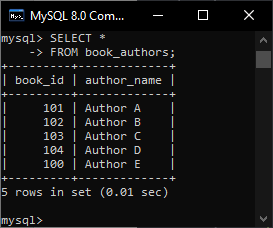 MySQL 8.0 Com...
mysql> SELECT *
    -> FROM book_authors;
+---------+-------------+
| book_id | author_name |
+---------+-------------+
|     101 | Author A    |
|     102 | Author B    |
|     103 | Author C    |
|     104 | Author D    |
|     100 | Author E    |
+---------+-------------+
5 rows in set (0.01 sec)
mysql>